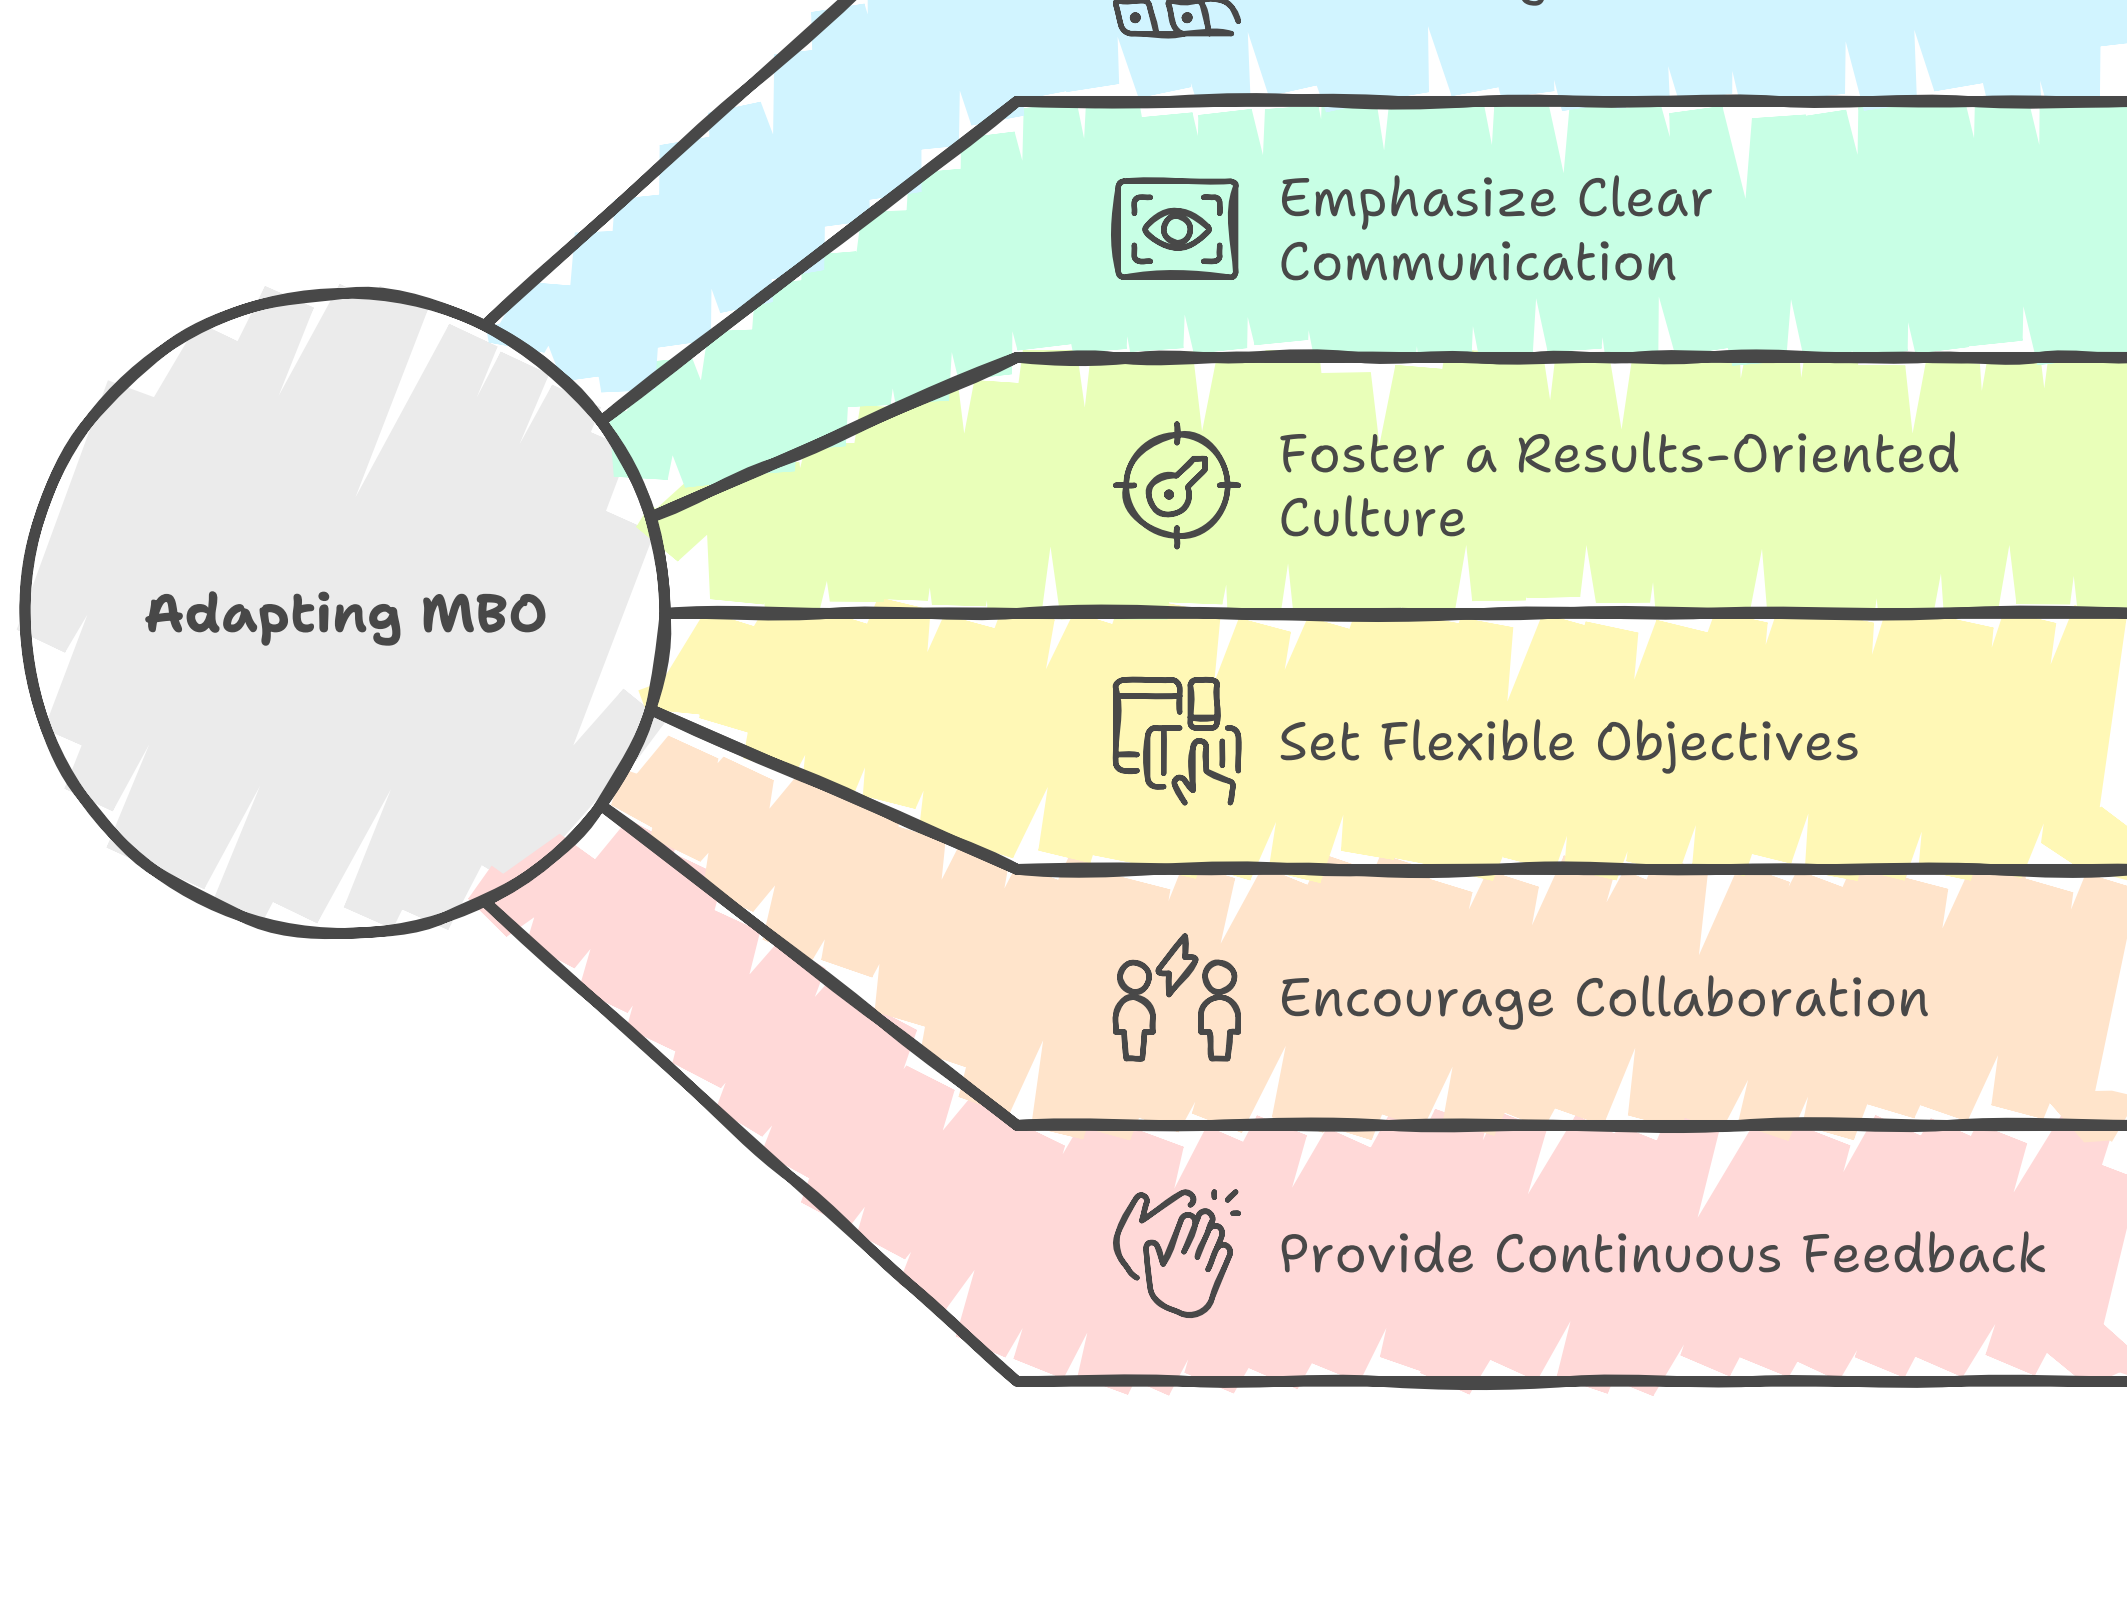 Emphasize Clear
Communication
Foster a Results-Oriented
Culture
Adapting MBO
Set Flexible Objectives
Encourage Collaboration
Provide Continuous Feedback